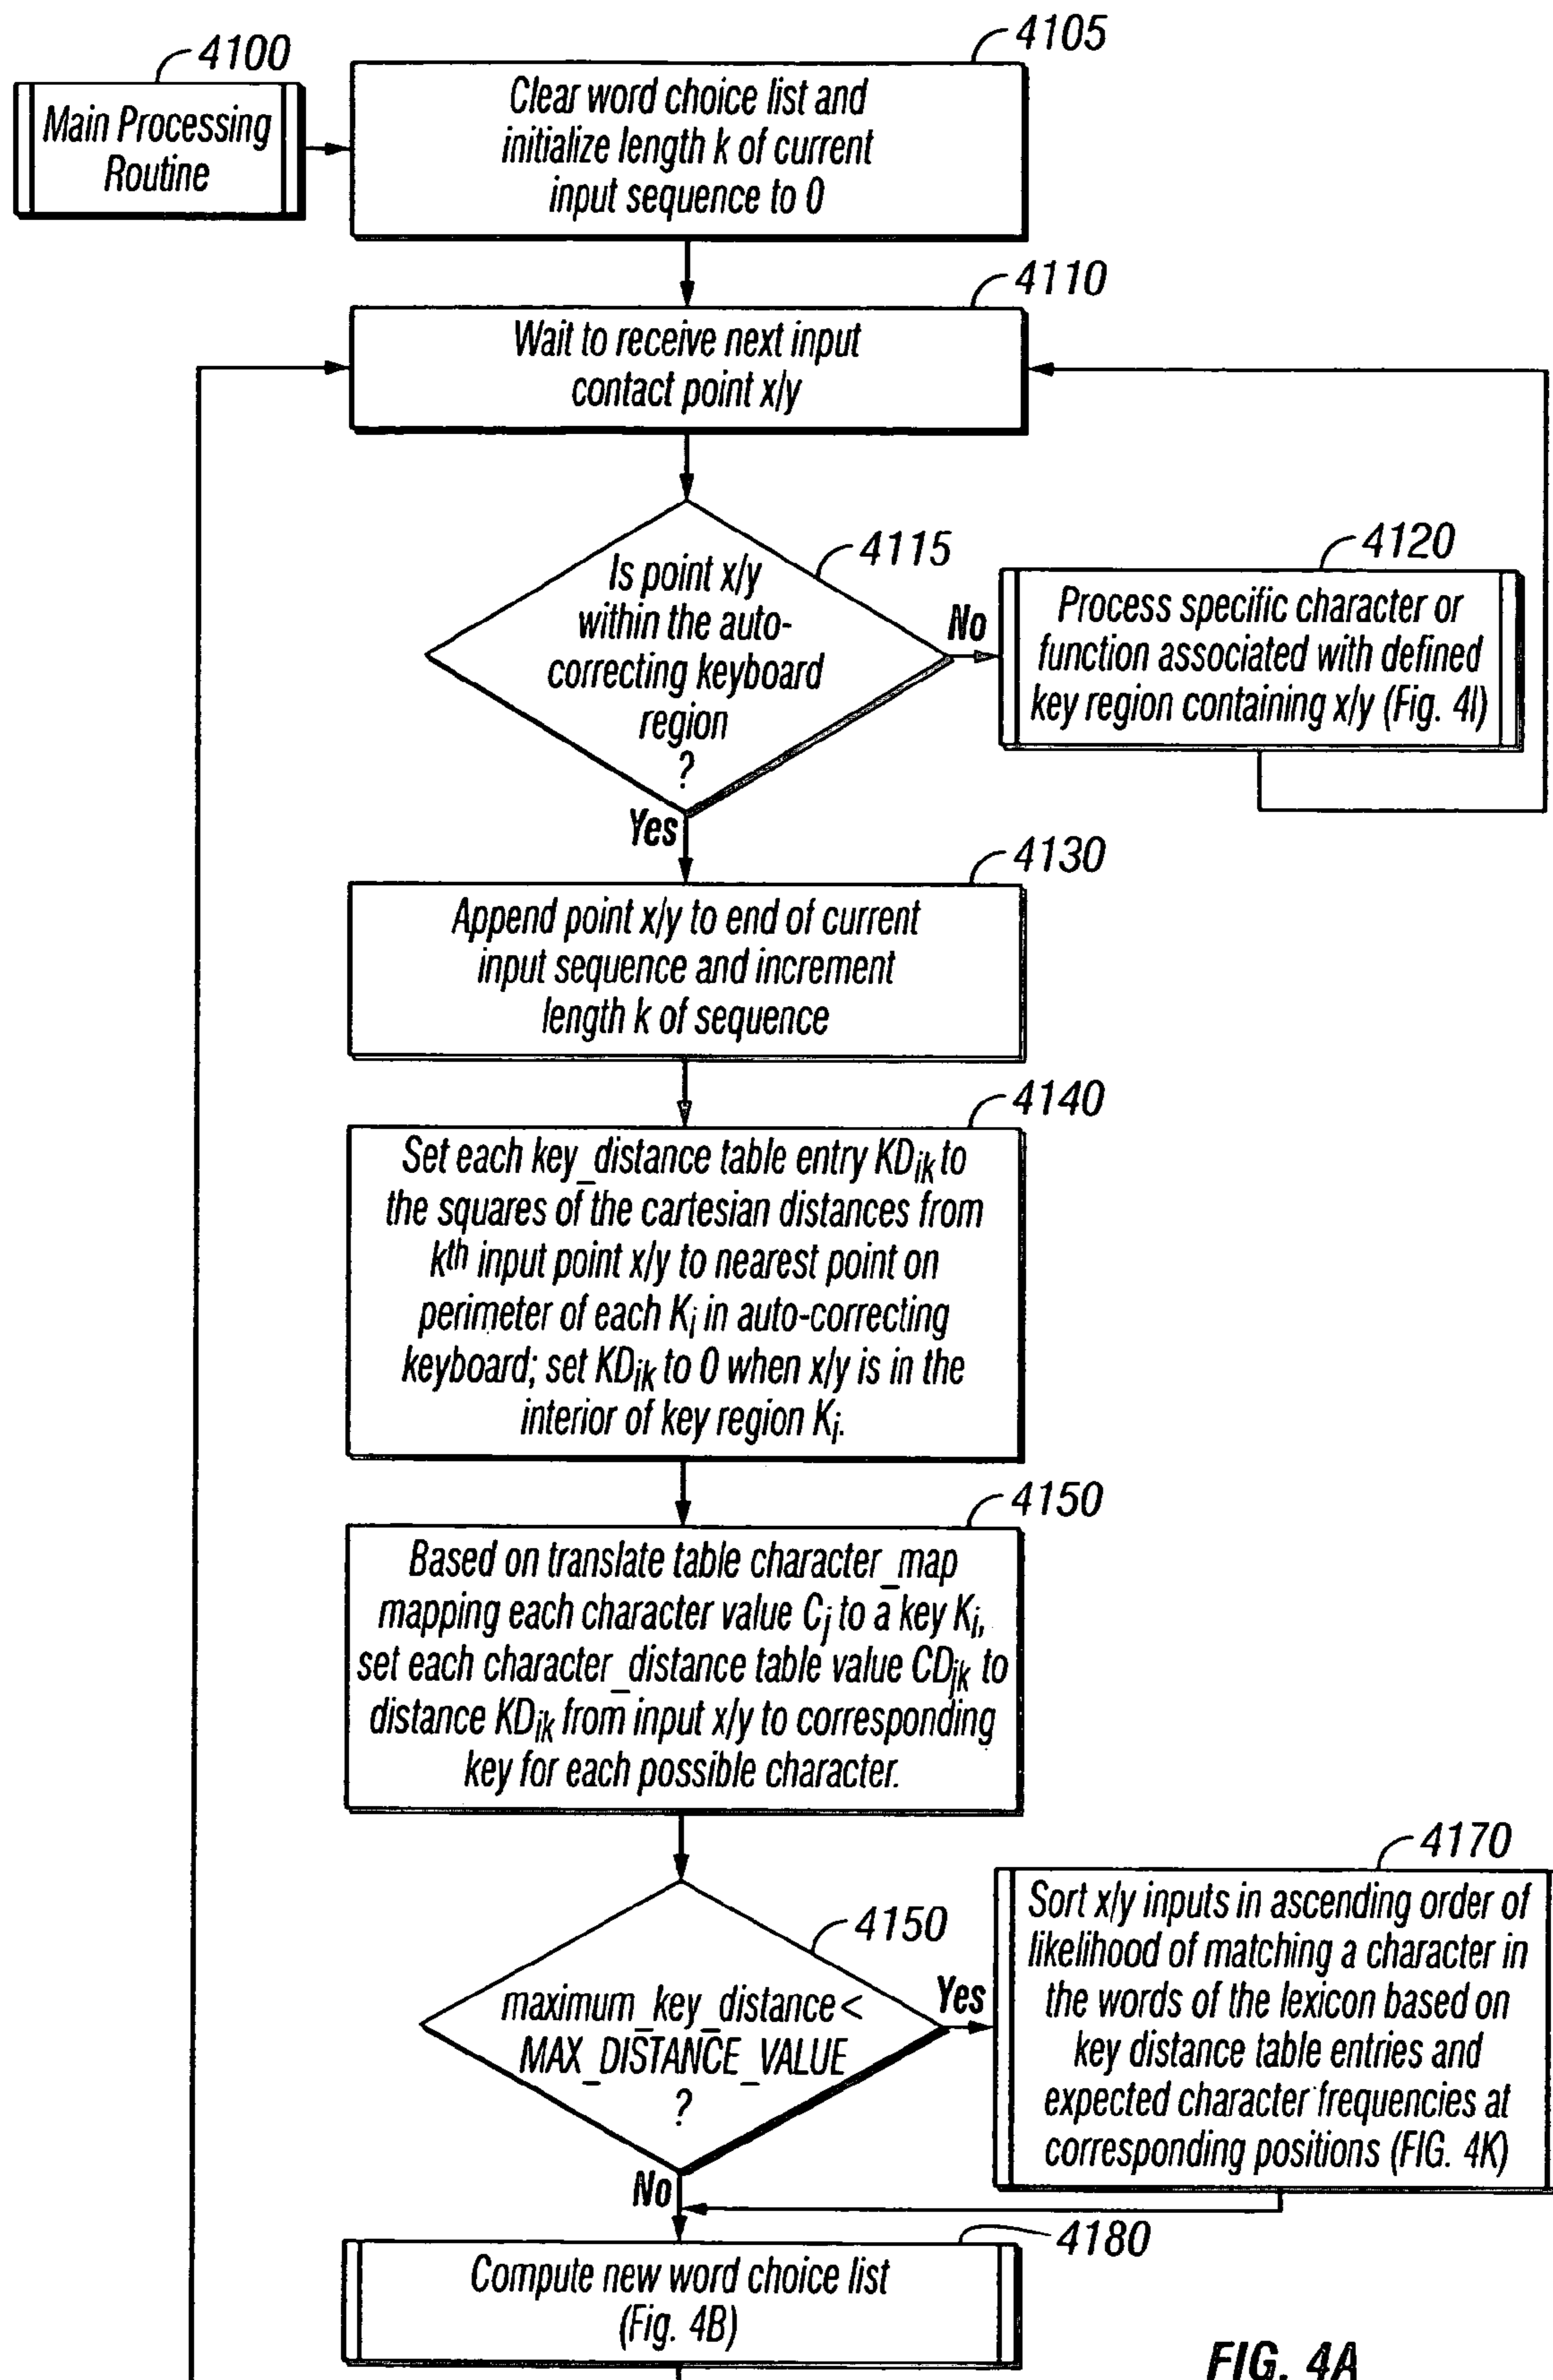 4100
Main Processing
Routine
4105
Clear word choice list and
initialize length k of current
input sequence to 0
4110
Wait to receive next input
contact point x/y
4115
Is point x/y
within the auto-
correcting keyboard
region
?
No
Yes
4120
Process specific character or
function associated with defined
key region containing x/y (Fig. 4I)
4130
Append point x/y to end of current
input sequence and increment
length k of sequence
4140
Set each key_distance table entry KDik to
the squares of the cartesian distances from
kth input point x/y to nearest point on
perimeter of each Ki in auto-correcting
keyboard; set KDik to 0 when x/y is in the
interior of key region Ki.
4150
Based on translate table character_map
mapping each character value Cj to a key Ki,
set each character_distance table value CDjk to
distance KDik from input x/y to corresponding
key for each possible character.
4150
maximum_key_distance <
MAX_DISTANCE_VALUE
?
Yes
No
4170
Sort x/y inputs in ascending order of
likelihood of matching a character in
the words of the lexicon based on
key distance table entries and
expected character frequencies at
corresponding positions (FIG. 4K)
4180
Compute new word choice list
(Fig. 4B)
FIG. 4A